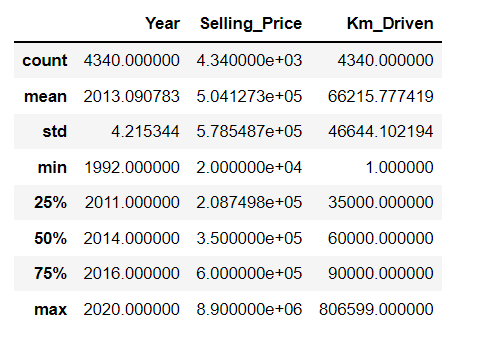 Year Selling_Price Km_Driven
count 4340.000000 4.340000e+03 4340.000000
mean 2013.090783 5.041273e+05 66215.777419
std 4.215344 5.785487e+05 46644.102194
min 1992.000000 2.000000e+04 1.000000
25% 2011.000000 2.087498e+05 35000.000000
50% 2014.000000 3.500000e+05 60000.000000
75% 2016.000000 6.000000e+05 90000.000000
max 2020.000000 8.900000e+06 806599.000000